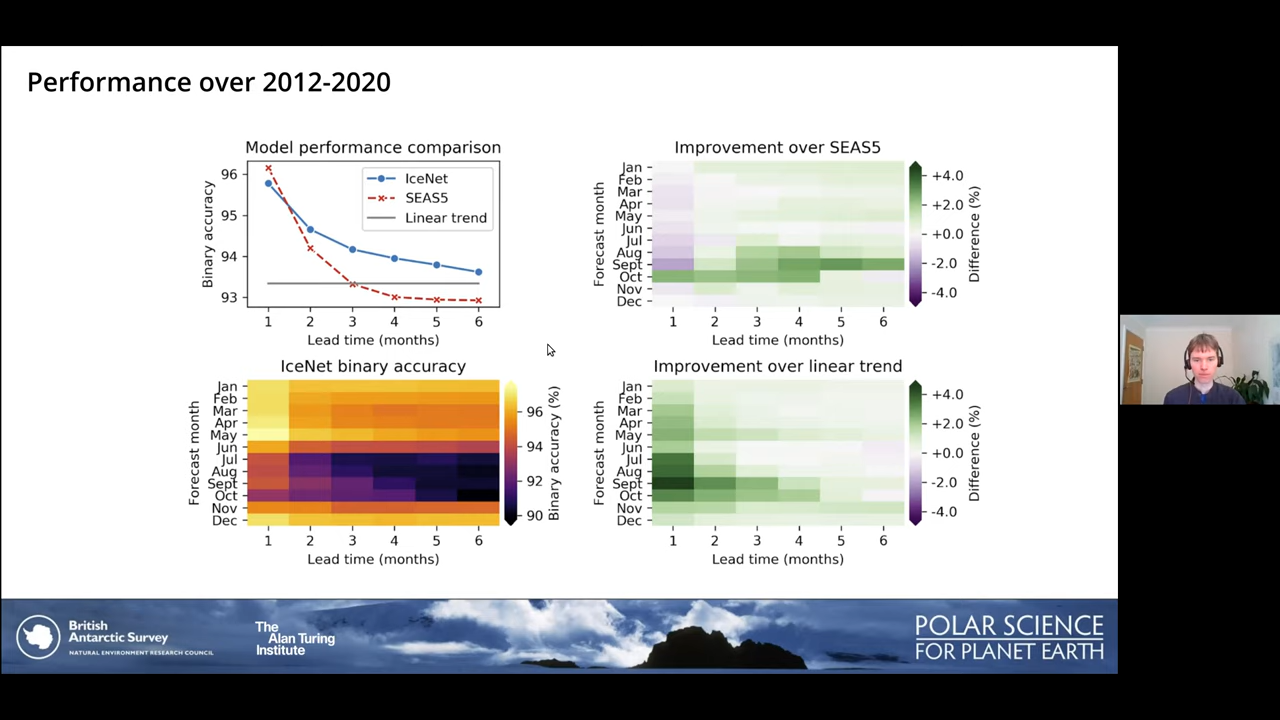 Performance over 2012-2020
Model performance comparison
Binary accuracy
96
95
94
93
IceNet
SEAS5
Linear trend
1 2 3 4 5 6
Lead time (months)
Improvement over SEAS5
Forecast month
Jan
Feb
Mar
Apr
May
Jun
Jul
Aug
Sept
Oct
Nov
Dec
1 2 3 4 5 6
Lead time (months)
+4.0
+2.0
+0.0
-2.0
-4.0
Difference (%)
IceNet binary accuracy
Forecast month
Jan
Feb
Mar
Apr
May
Jun
Jul
Aug
Sept
Oct
Nov
Dec
1 2 3 4 5 6
Lead time (months)
96
94
92
90
Binary accuracy (%)
Improvement over linear trend
Forecast month
Jan
Feb
Mar
Apr
May
Jun
Jul
Aug
Sept
Oct
Nov
Dec
1 2 3 4 5 6
Lead time (months)
+4.0
+2.0
+0.0
-2.0
-4.0
Difference (%)
British
Antarctic Survey
NATURAL ENVIRONMENT RESEARCH COUNCIL
The
Alan Turing
Institute
POLAR SCIENCE
FOR PLANET EARTH